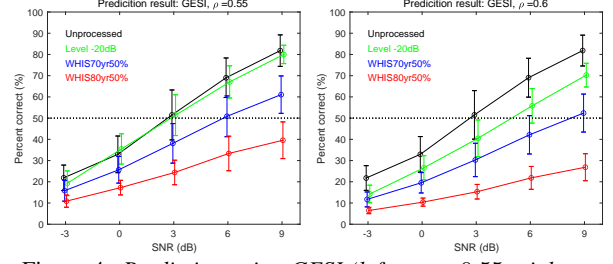 Predicition result: GESI, ρ =0.55
Percent correct (%)
100
90
80
70
60
50
40
30
20
10
0
Unprocessed
Level -20dB
WHIS70yr50%
WHIS80yr50%
-3 0 3 6 9
SNR (dB)
Predicition result: GESI, ρ =0.6
Percent correct (%)
100
90
80
70
60
50
40
30
20
10
0
Unprocessed
Level -20dB
WHIS70yr50%
WHIS80yr50%
-3 0 3 6 9
SNR (dB)